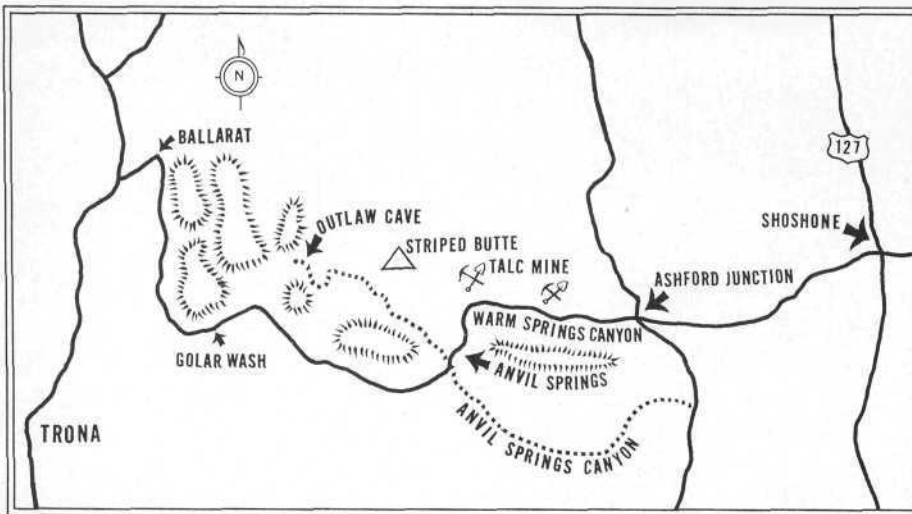 N
BALLARAT
127
OUTLAW CAVE
SHOSHONE
STRIPED BUTTE
TALC MINE
ASHFORD JUNCTION
WARM SPRINGS CANYON
GOLAR WASH
ANVIL SPRINGS
TRONA
ANVIL SPRINGS CANYON